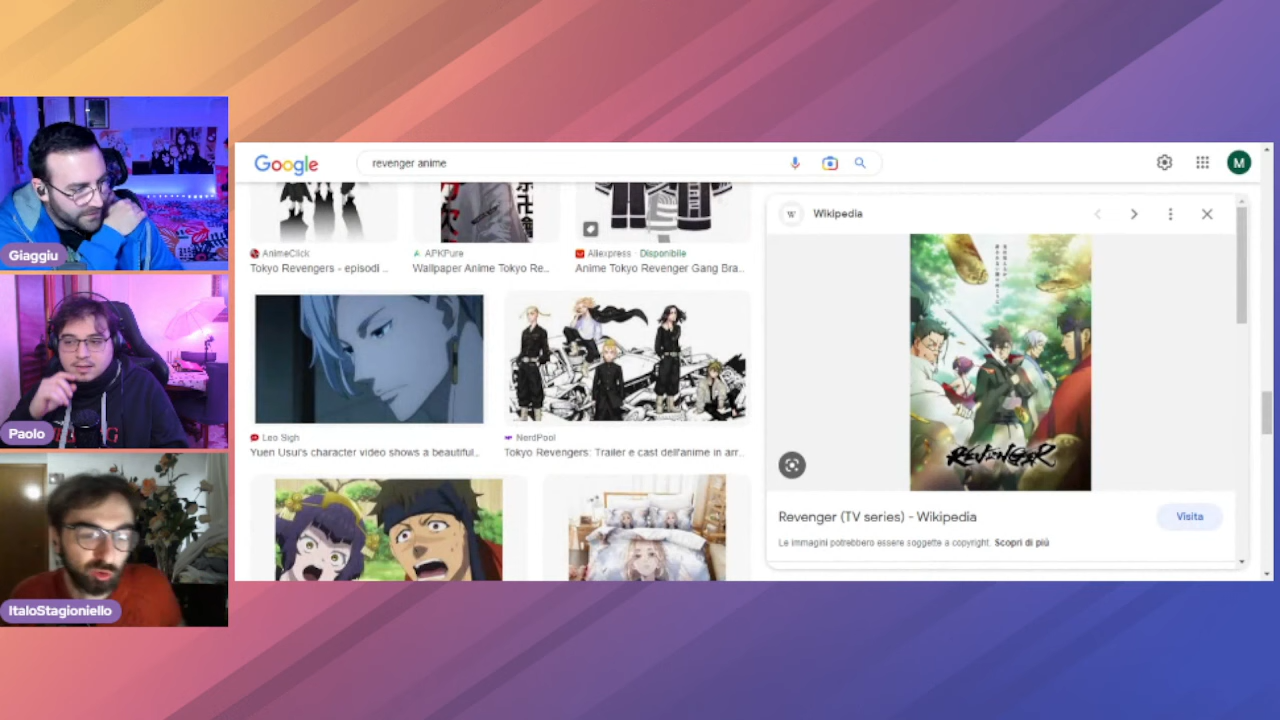 Giaggiu
Paolo
ItaloStagioniello
Google
revenger anime
M
AnimeClick
Tokyo Revengers - episodi ...
APKPure
Wallpaper Anime Tokyo Re...
Aliexpress · Disponibile
Anime Tokyo Revenger Gang Bra...
Leo Sigh
Yuen Usui's character video shows a beautiful...
NerdPool
Tokyo Revengers: Trailer e cast dell'anime in arr...
W
Wikipedia
REVENGER
Revenger (TV series) - Wikipedia
Visita
Le immagini potrebbero essere soggette a copyright. Scopri di più